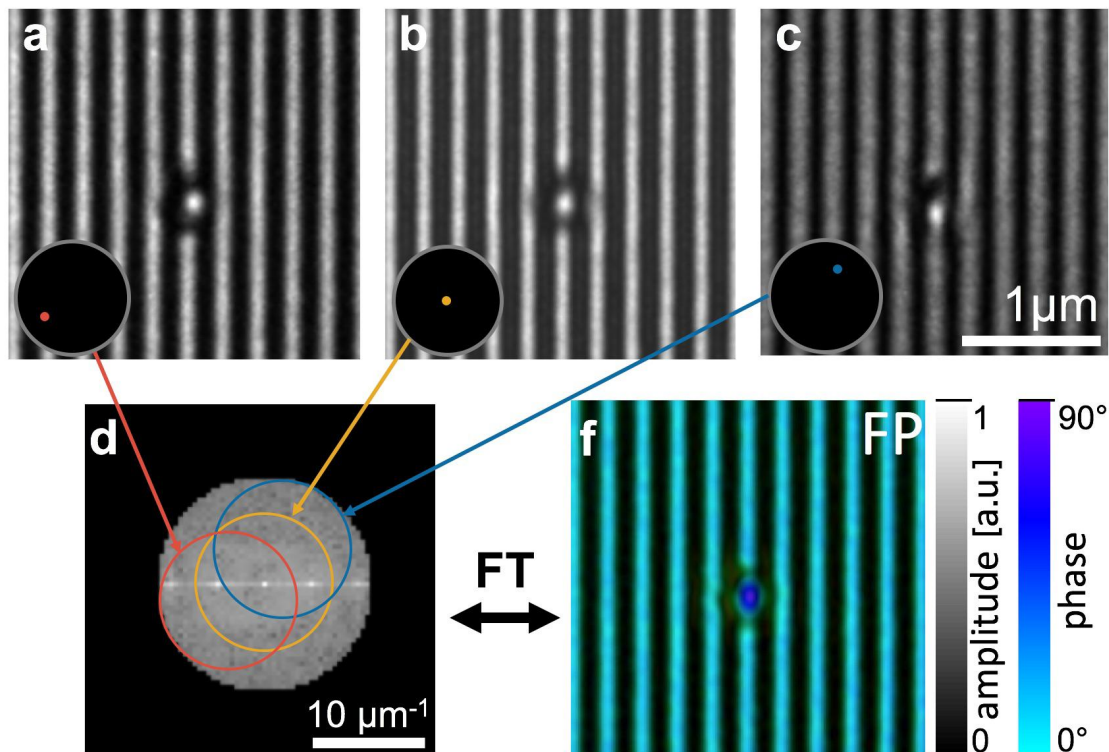 a
b
c
1µm
d
10 µm⁻¹
FT
f
FP
1
0
amplitude [a.u.]
90°
0°
phase